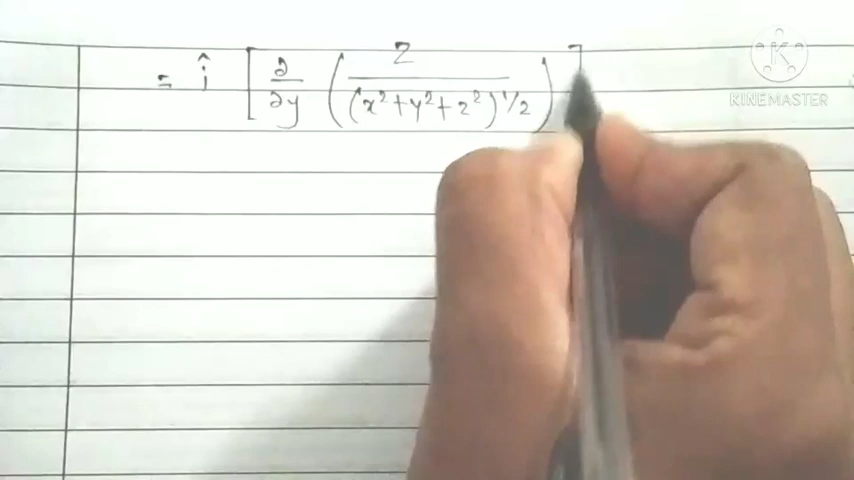 = î [ ∂/∂y ( z / (x²+y²+z²)^1/2 ) ]
KINEMASTER